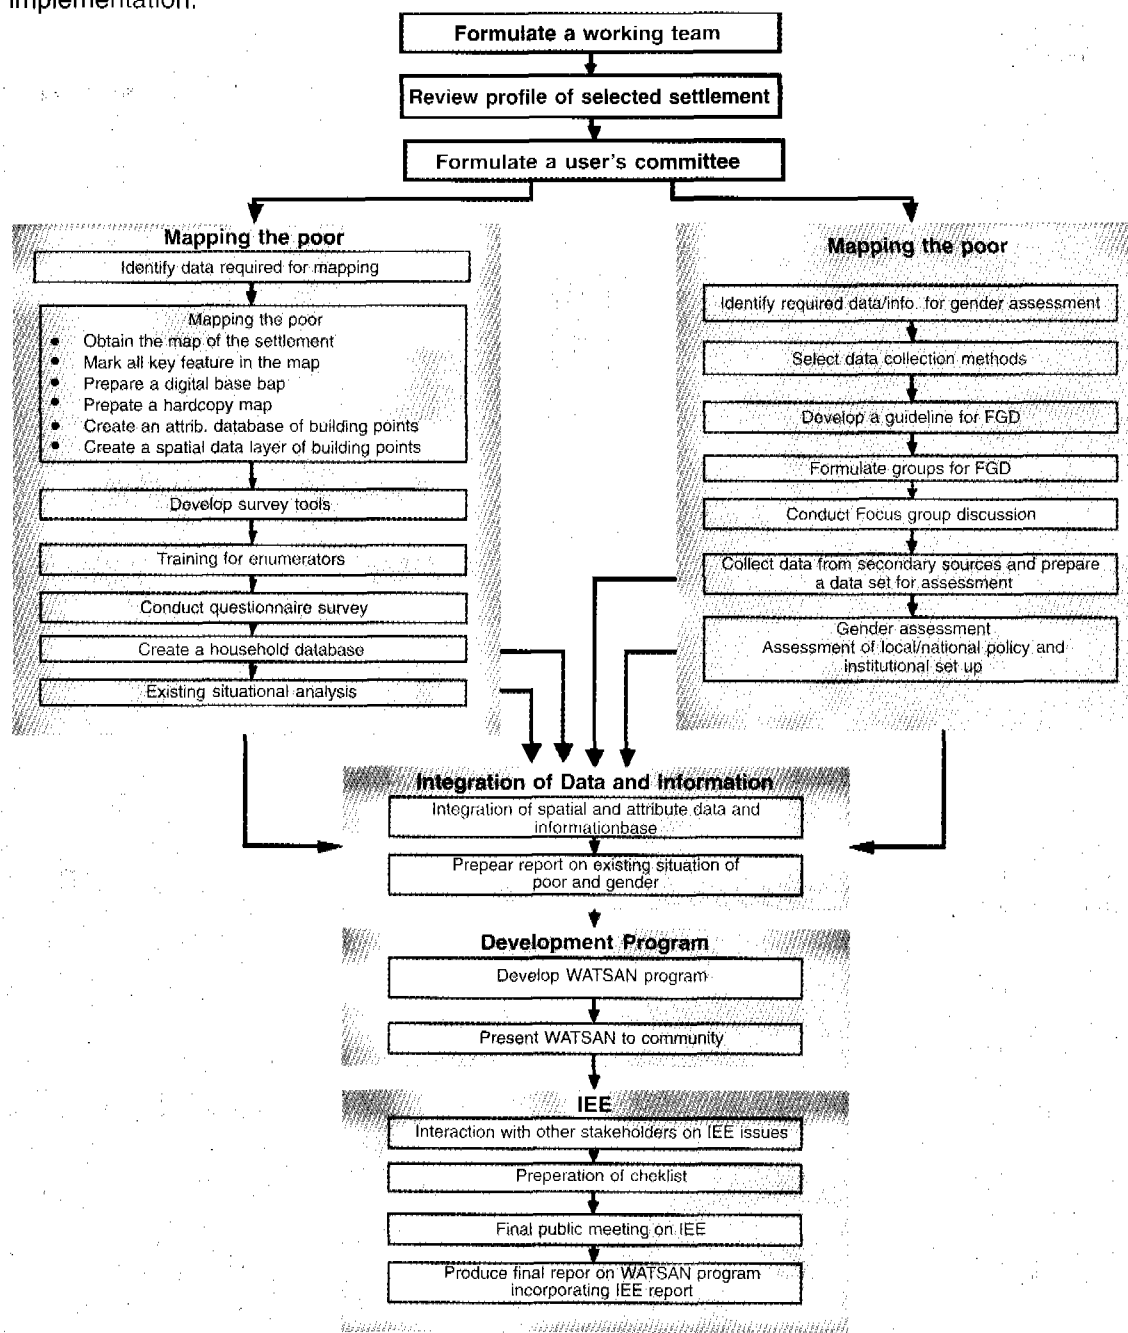 implementation.
Formulate a working team
Review profile of selected settlement
Formulate a user's committee
Mapping the poor
Identify data required for mapping
Mapping the poor
• Obtain the map of the settlement
• Mark all key feature in the map
• Prepare a digital base bap
• Prepate a hardcopy map
• Create an attrib. database of building points
• Create a spatial data layer of building points
Develop survey tools
Training for enumerators
Conduct questionnaire survey
Create a household database
Existing situational analysis
Mapping the poor
Identify required data/info. for gender assessment
Select data collection methods
Develop a guideline for FGD
Formulate groups for FGD
Conduct Focus group discussion
Collect data from secondary sources and prepare
a data set for assessment
Gender assessment
Assessment of local/national policy and
institutional set up
Integration of Data and Information
Integration of spatial and attribute data and
informationbase
Prepear report on existing situation of
poor and gender
Development Program
Develop WATSAN program
Present WATSAN to community
IEE
Interaction with other stakeholders on IEE issues
Preperation of cheklist
Final public meeting on IEE
Produce final repor on WATSAN program
incorporating IEE report